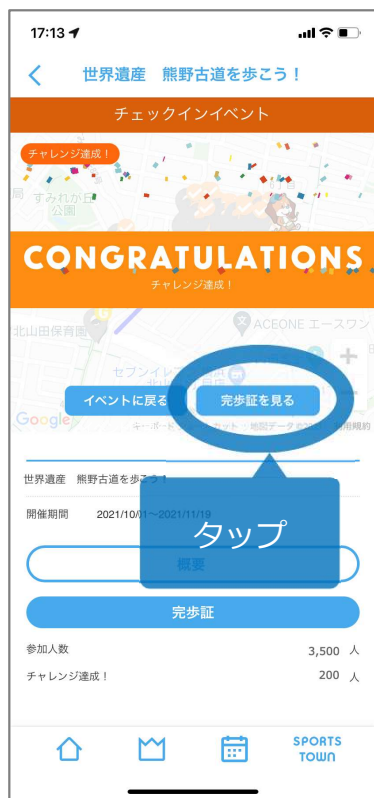 17:13
世界遺産 熊野古道を歩こう！
チェックインイベント
チャレンジ達成！
すみれが丘
公園
CONGRATULATIONS
チャレンジ達成！
北山田保育園
ACEONE エースワン
イベントに戻る
完歩証を見る
Google
利用規約
世界遺産 熊野古道を歩こう！
開催期間 2021/10/01～2021/11/19
タップ
概要
完歩証
参加人数 3,500 人
チャレンジ達成！ 200 人
SPORTS
TOWN